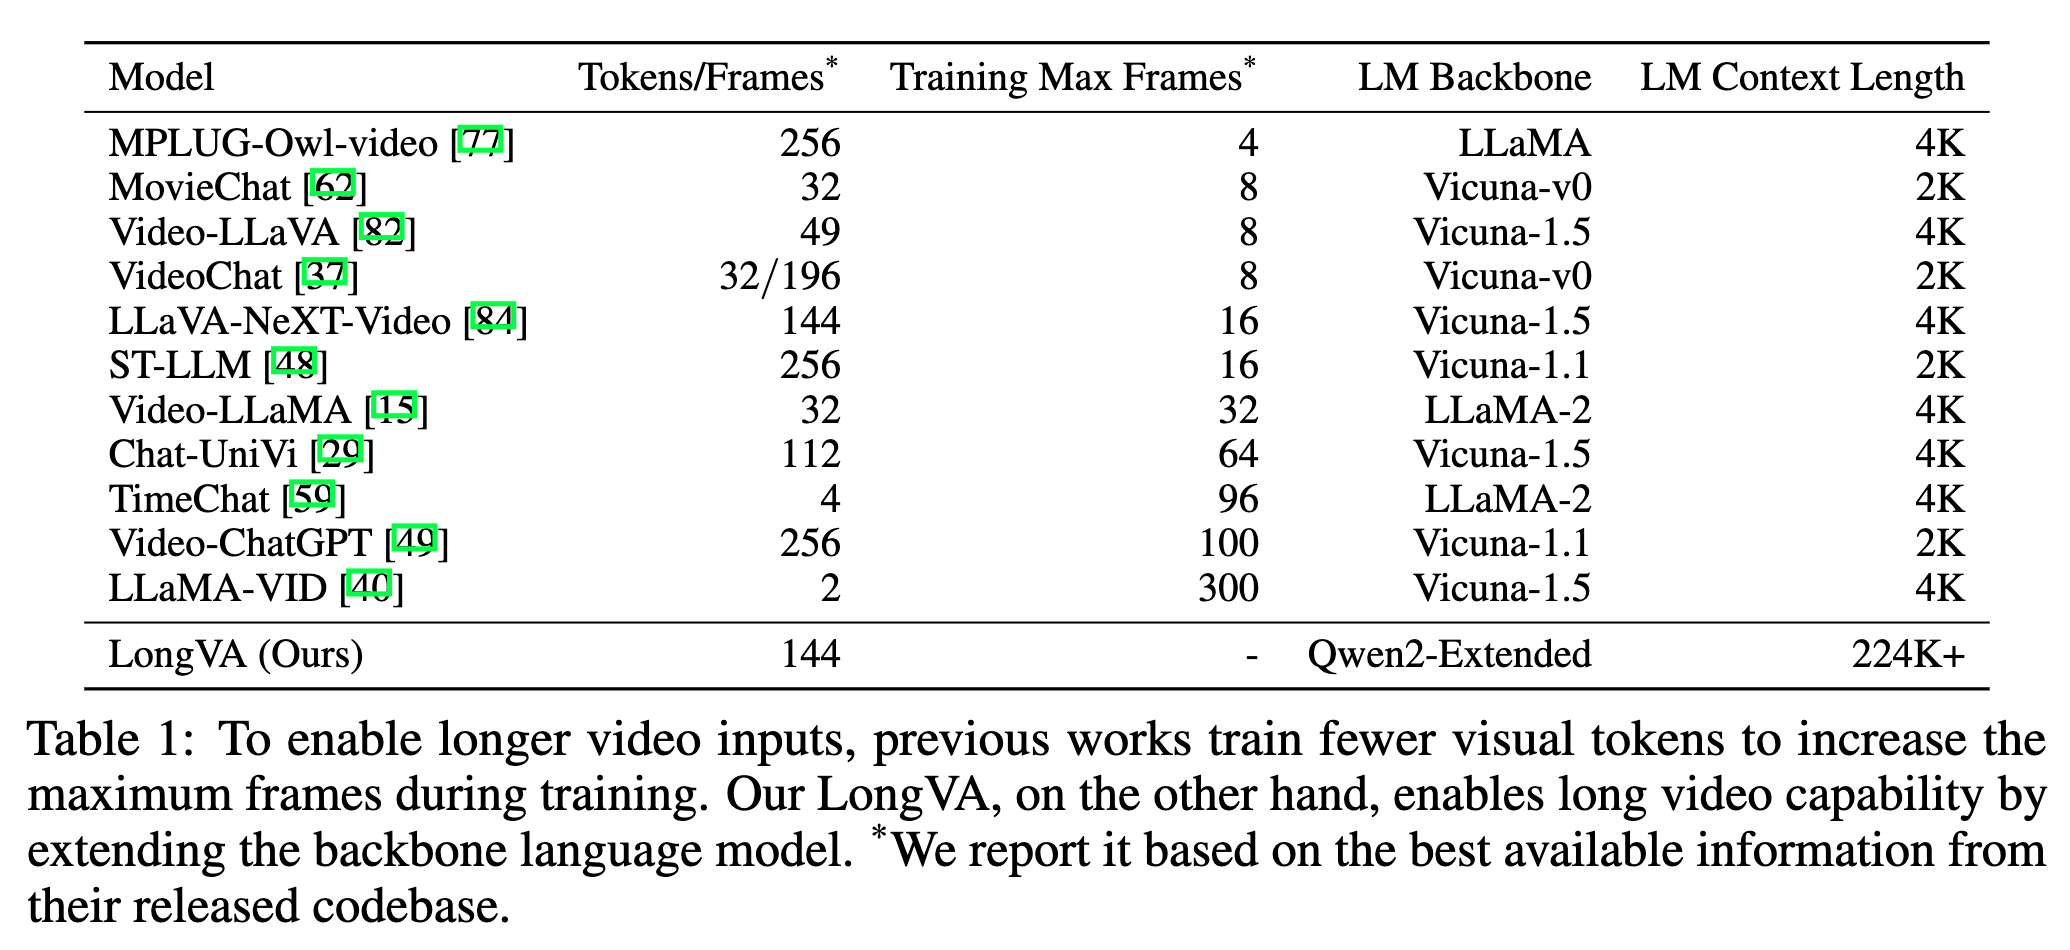 Model Tokens/Frames* Training Max Frames* LM Backbone LM Context Length
MPLUG-Owl-video [77] 256 4 LLaMA 4K
MovieChat [62] 32 8 Vicuna-v0 2K
Video-LLaVA [82] 49 8 Vicuna-1.5 4K
VideoChat [37] 32/196 8 Vicuna-v0 2K
LLaVA-NeXT-Video [84] 144 16 Vicuna-1.5 4K
ST-LLM [48] 256 16 Vicuna-1.1 2K
Video-LLaMA [15] 32 32 LLaMA-2 4K
Chat-UniVi [29] 112 64 Vicuna-1.5 4K
TimeChat [59] 4 96 LLaMA-2 4K
Video-ChatGPT [49] 256 100 Vicuna-1.1 2K
LLaMA-VID [40] 2 300 Vicuna-1.5 4K
LongVA (Ours) 144 - Qwen2-Extended 224K+
Table 1: To enable longer video inputs, previous works train fewer visual tokens to increase the
maximum frames during training. Our LongVA, on the other hand, enables long video capability by
extending the backbone language model. *We report it based on the best available information from
their released codebase.